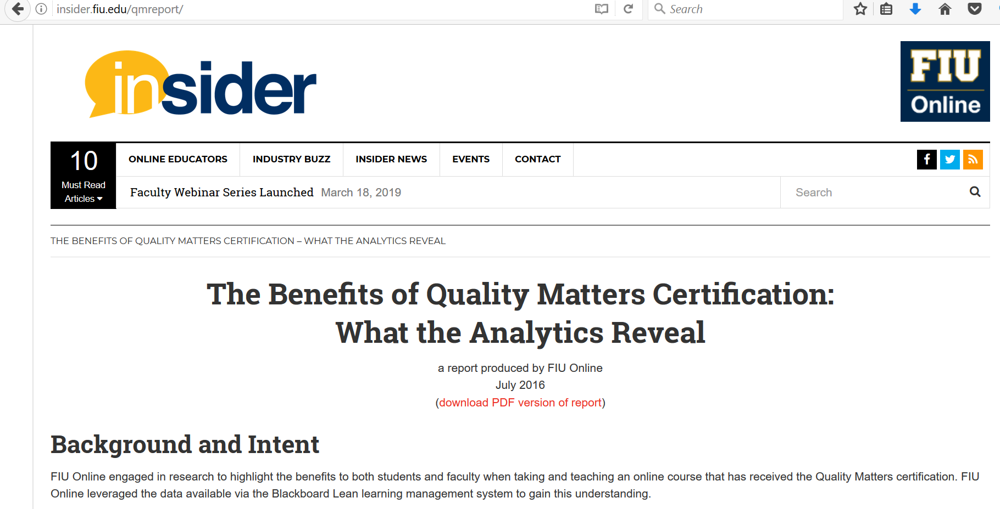 insider.fiu.edu/qmreport/
Search
insider
FIU
Online
10
Must Read
Articles
ONLINE EDUCATORS
INDUSTRY BUZZ
INSIDER NEWS
EVENTS
CONTACT
Faculty Webinar Series Launched March 18, 2019
Search
THE BENEFITS OF QUALITY MATTERS CERTIFICATION – WHAT THE ANALYTICS REVEAL
The Benefits of Quality Matters Certification:
What the Analytics Reveal
a report produced by FIU Online
July 2016
(download PDF version of report)
Background and Intent
FIU Online engaged in research to highlight the benefits to both students and faculty when taking and teaching an online course that has received the Quality Matters certification. FIU
Online leveraged the data available via the Blackboard Lean learning management system to gain this understanding.